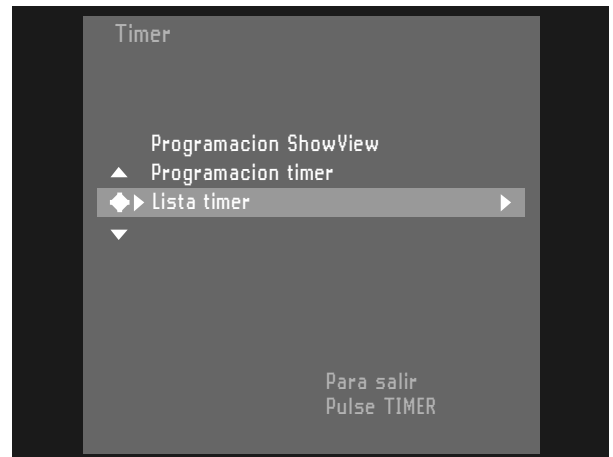 Timer
Programacion ShowView
Programacion timer
Lista timer
Para salir
Pulse TIMER